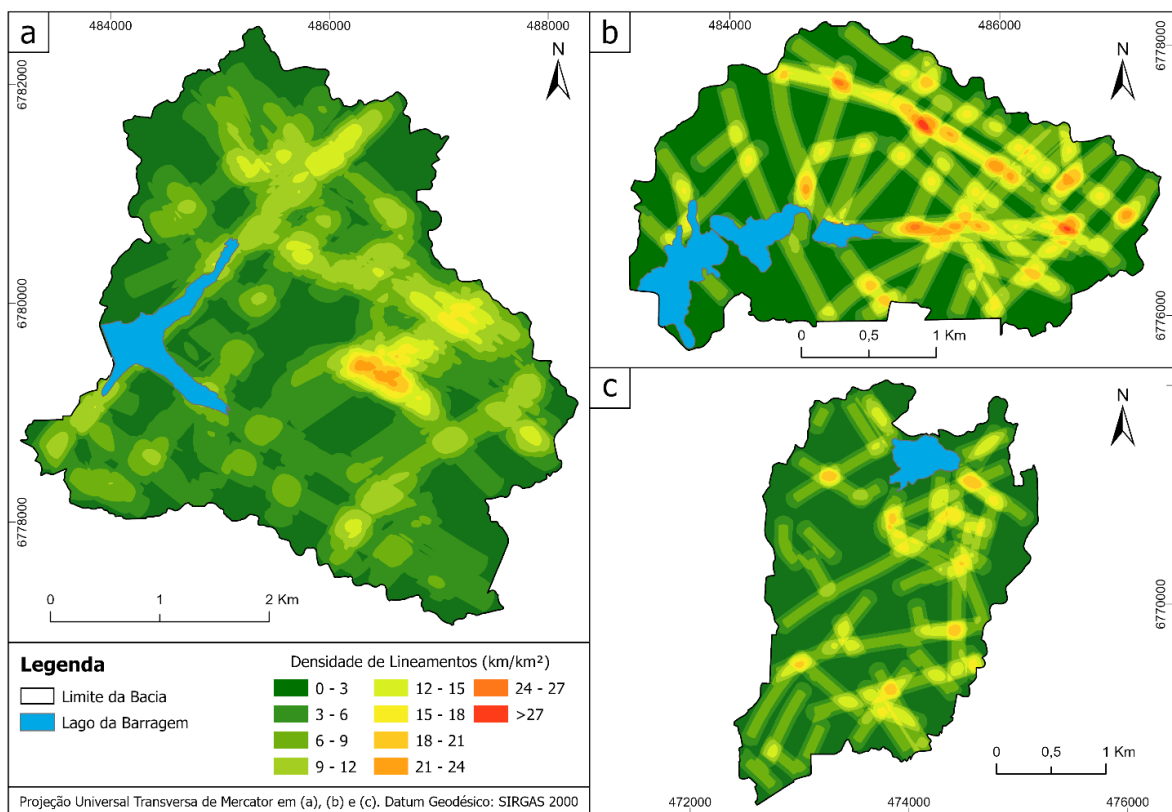 a
484000
486000
488000
N
6782000
6780000
6778000
0
1
2 Km
b
484000
486000
N
6778000
6776000
0
0,5
1 Km
c
N
6770000
472000
474000
476000
0
0,5
1 Km
Legenda
Limite da Bacia
Lago da Barragem
Densidade de Lineamentos (km/km²)
0 - 3
3 - 6
6 - 9
9 - 12
12 - 15
15 - 18
18 - 21
21 - 24
24 - 27
>27
Projeção Universal Transversa de Mercator em (a), (b) e (c). Datum Geodésico: SIRGAS 2000